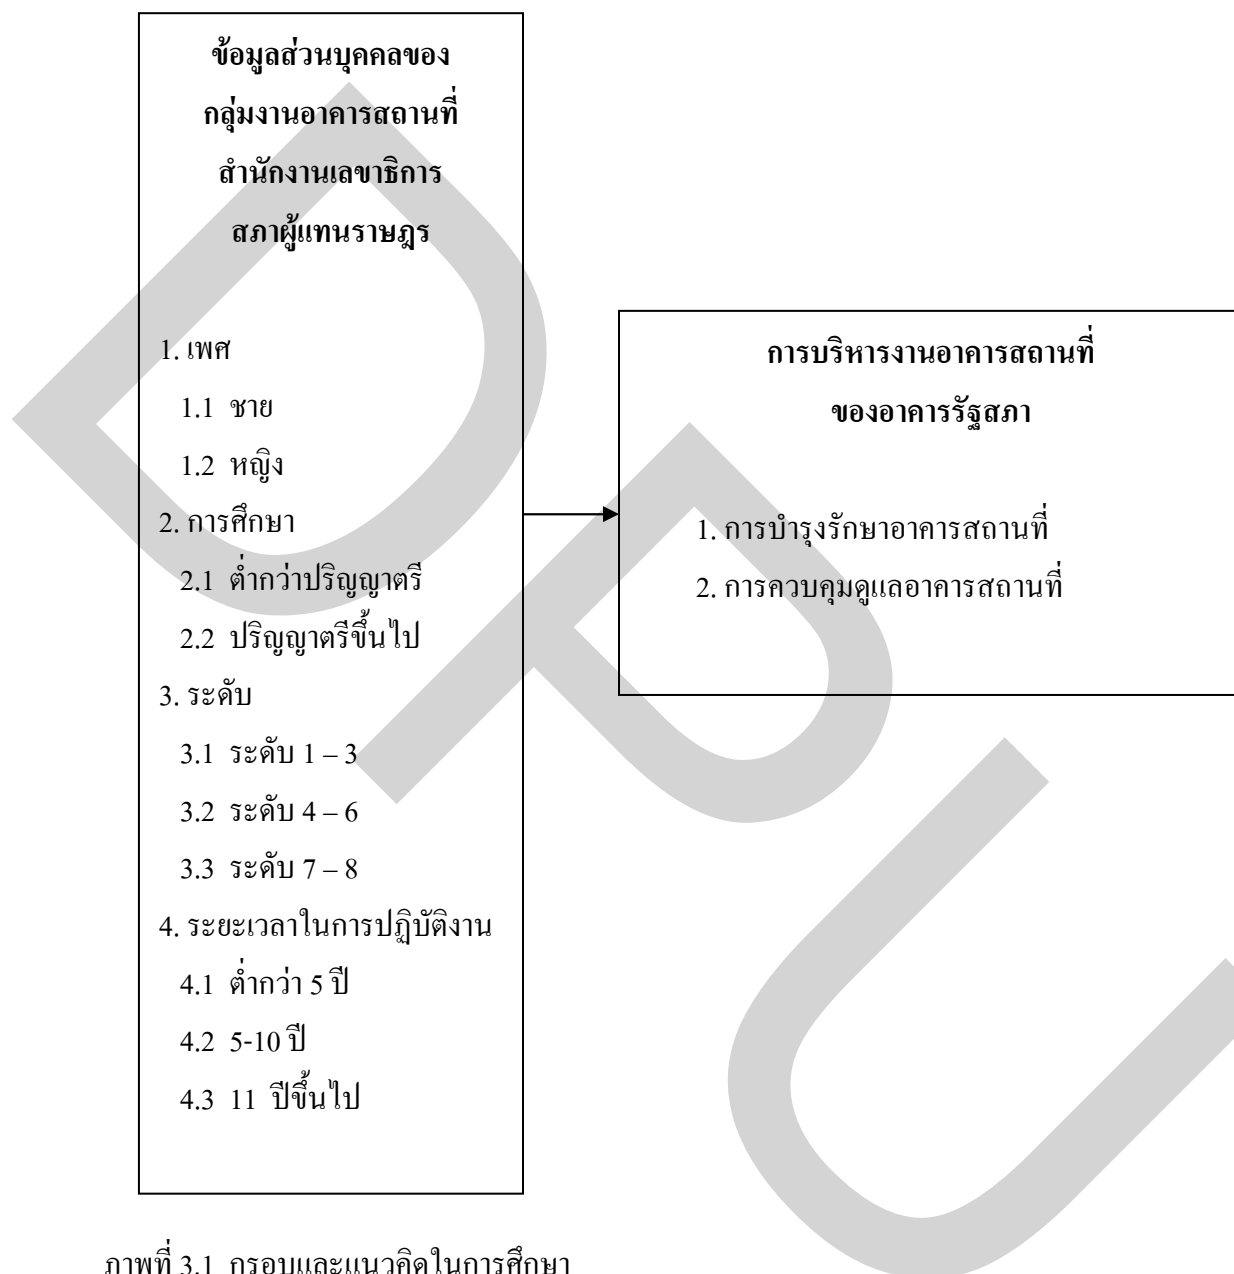 ข้อมูลส่วนบุคคลของ
กลุ่มงานอาคารสถานที่
สำนักงานเลขาธิการ
สภาผู้แทนราษฎร
1. เพศ
1.1 ชาย
1.2 หญิง
2. การศึกษา
2.1 ต่ำกว่าปริญญาตรี
2.2 ปริญญาตรีขึ้นไป
3. ระดับ
3.1 ระดับ 1 – 3
3.2 ระดับ 4 – 6
3.3 ระดับ 7 – 8
4. ระยะเวลาในการปฏิบัติงาน
4.1 ต่ำกว่า 5 ปี
4.2 5-10 ปี
4.3 11 ปีขึ้นไป
การบริหารงานอาคารสถานที่
ของอาคารรัฐสภา
1. การบำรุงรักษาอาคารสถานที่
2. การควบคุมดูแลอาคารสถานที่
ภาพที่ 3.1 กรอบและแนวคิดในการศึกษา
DPU